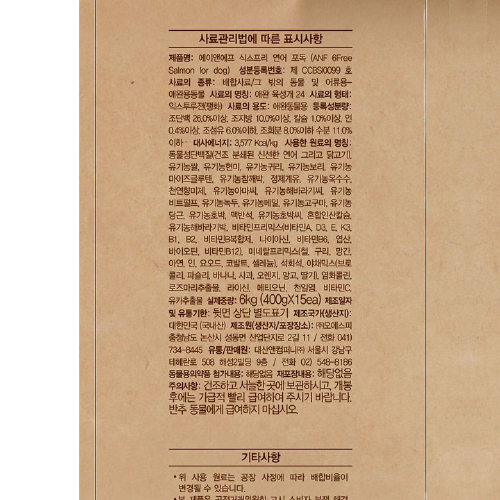 사료관리법에 따른 표시사항
제품명: 에이앤에프 식스프리 연어 포독 (ANF 6Free
Salmon for dog) 성분등록번호: 제 CCBSI0099 호
사료의 종류: 배합사료/그 밖의 동물 및 어류용-
애완용동물 사료의 명칭: 애완 육성개 24 사료의 형태:
익스투루젼(팽화) 사료의 용도: 애완동물용 등록성분량:
조단백 26.0%이상, 조지방 10.0%이상, 칼슘 1.0%이상, 인
0.4%이상, 조섬유 6.0%이하, 조회분 8.0%이하 수분 11.0%
이하 대사에너지: 3,577 Kcal/kg 사용한 원료의 명칭:
동물성단백질(건조 분쇄된 신선한 연어 그리고 닭고기),
유기농쌀, 유기농현미, 유기농귀리, 유기농보리, 유기농
마이즈글루텐, 유기농참깨박, 정제계유, 유기농옥수수,
천연향미제, 유기농아마씨, 유기농해바라기씨, 유기농
비트펄프, 유기농녹두, 유기농메밀, 유기농고구마, 유기농
당근, 유기농호박, 맥반석, 유기농호박씨, 혼합인산칼슘,
유기농해바라기박, 비타민프리믹스(비타민A, D3, E, K3,
B1, B2, 비타민B복합제, 나이아신, 비타민B6, 엽산,
바이오틴, 비타민B12), 미네랄프리믹스(철, 구리, 망간,
아연, 인, 요오드, 코발트, 셀레늄), 석회석, 야채믹스(브로
콜리, 파슬리, 바나나, 사과, 오렌지, 망고, 딸기), 염화콜린,
로즈마리추출물, 라이신, 메티오닌, 천일염, 비타민C,
유카추출물 실제중량: 6kg (400gX15ea) 제조일자
및 유통기한: 뒷면 상단 별도표기 제조국가(생산지):
대한민국 (국내산) 제조원(생산지/포장장소): ㈜오에스피
충청남도 논산시 성동면 산업단지로 2길 11 / 전화 041)
734-8445 유통/판매원: 대산앤컴퍼니㈜ 서울시 강남구
테헤란로 508 해성2빌딩 9층 / 전화 02) 548-6186
동물용의약품 첨가내용: 해당없음 재포장내용: 해당없음
주의사항: 건조하고 서늘한 곳에 보관하시고, 개봉
후에는 가급적 빨리 급여하여 주시기 바랍니다.
반추 동물에게 급여하지 마십시오.
기타사항
• 위 사용 원료는 공장 사정에 따라 배합비율이
변경될 수 있습니다.